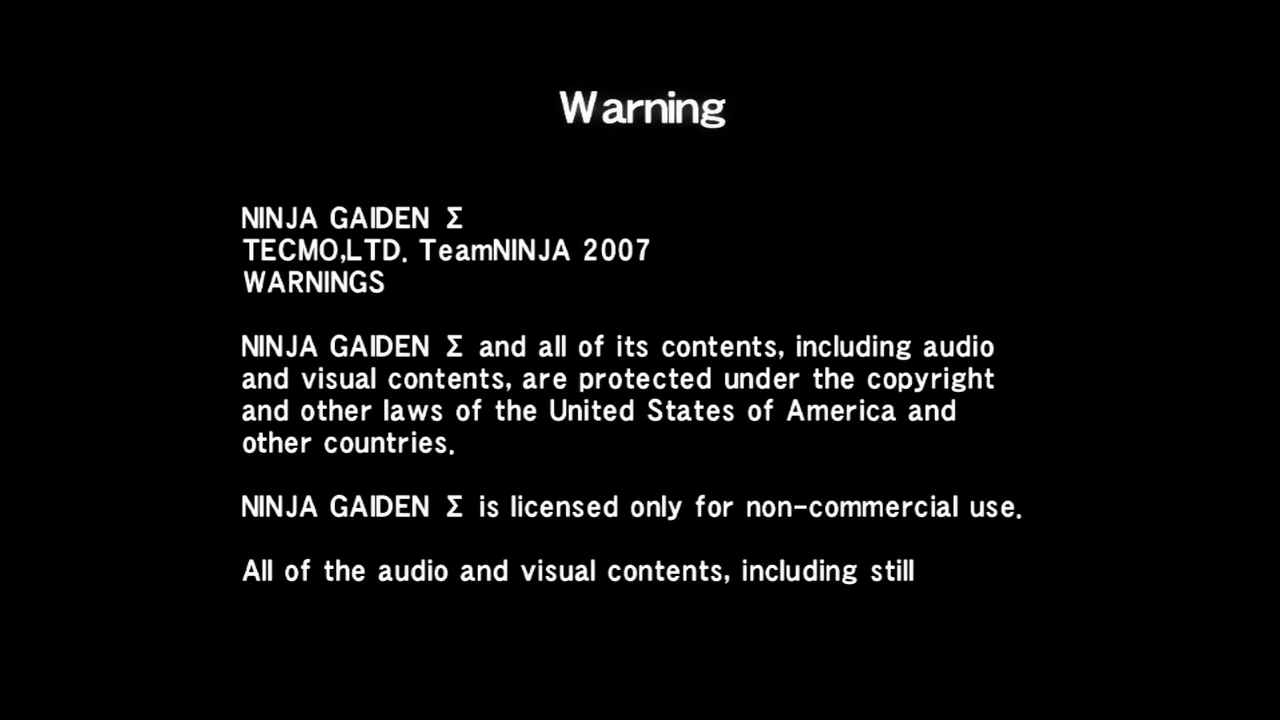 Warning
NINJA GAIDEN Σ
TECMO,LTD. TeamNINJA 2007
WARNINGS
NINJA GAIDEN Σ and all of its contents, including audio
and visual contents, are protected under the copyright
and other laws of the United States of America and
other countries.
NINJA GAIDEN Σ is licensed only for non-commercial use.
All of the audio and visual contents, including still